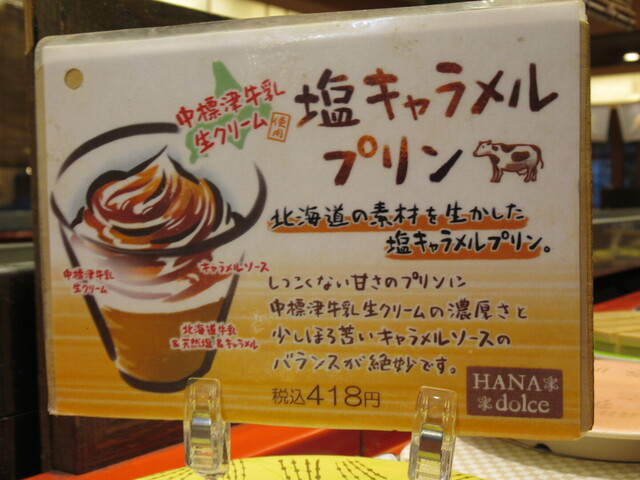 中標津牛乳
生クリーム
使用
塩キャラメル
プリン
北海道の素材を生かした
塩キャラメルプリン。
中標津牛乳
生クリーム
キャラメルソース
北海道牛乳
&天然塩&キャラメル
しつこくない甘さのプリンに
中標津牛乳生クリームの濃厚さと
少しほろ苦いキャラメルソースの
バランスが絶妙です。
税込418円
HANA
dolce